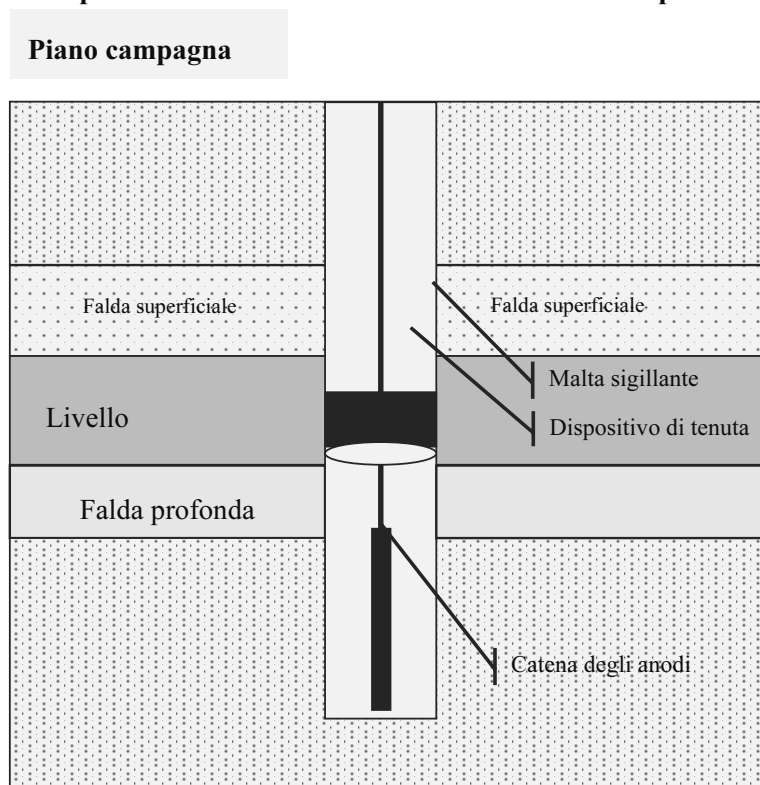 Piano campagna
Falda superficiale
Falda superficiale
Malta sigillante
Livello
Dispositivo di tenuta
Falda profonda
Catena degli anodi